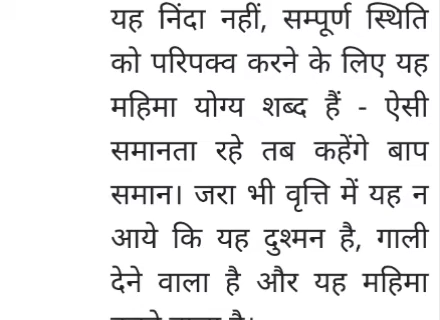 यह निंदा नहीं, सम्पूर्ण स्थिति
को परिपक्व करने के लिए यह
महिमा योग्य शब्द हैं - ऐसी
समानता रहे तब कहेंगे बाप
समान। जरा भी वृत्ति में यह न
आये कि यह दुश्मन है, गाली
देने वाला है और यह महिमा